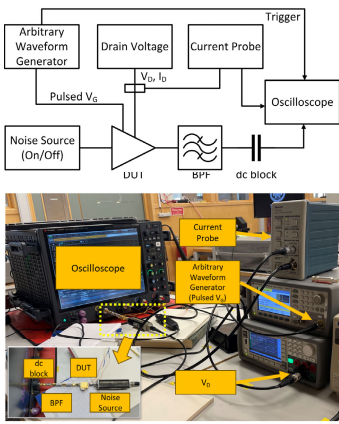 Trigger
Arbitrary
Waveform
Generator
Drain Voltage
Current Probe
Oscilloscope
V_D, I_D
Pulsed V_G
Noise Source
(On/Off)
DUT
BPF
dc block
Oscilloscope
Current
Probe
Arbitrary
Waveform
Generator
(Pulsed V_G)
V_D
dc
block
DUT
BPF
Noise
Source